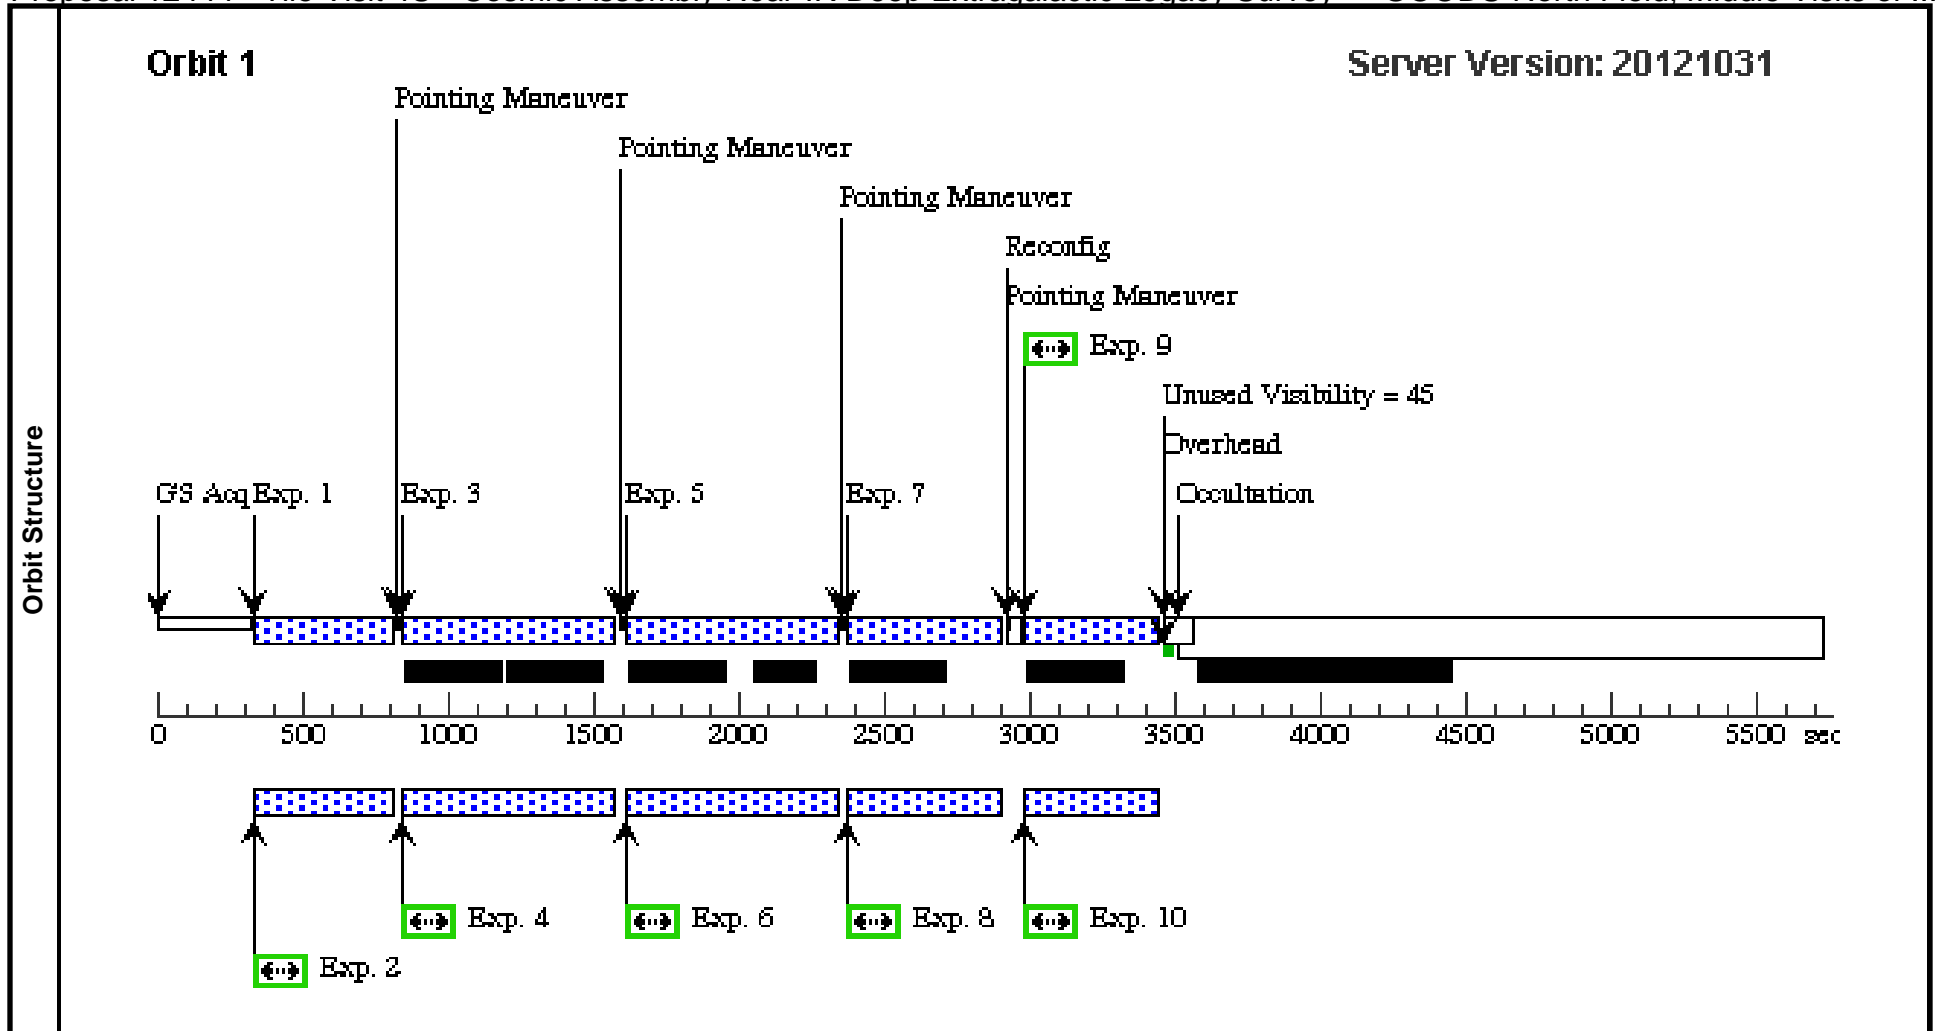 Orbit 1
Server Version: 20121031
Pointing Maneuver
Pointing Maneuver
Pointing Maneuver
Reconfig
Pointing Maneuver
Exp. 9
Unused Visibility = 45
Overhead
GS Acq Exp. 1 Exp. 3 Exp. 5 Exp. 7 Occultation
Orbit Structure
0 500 1000 1500 2000 2500 3000 3500 4000 4500 5000 5500 sec
Exp. 4 Exp. 6 Exp. 8 Exp. 10
Exp. 2